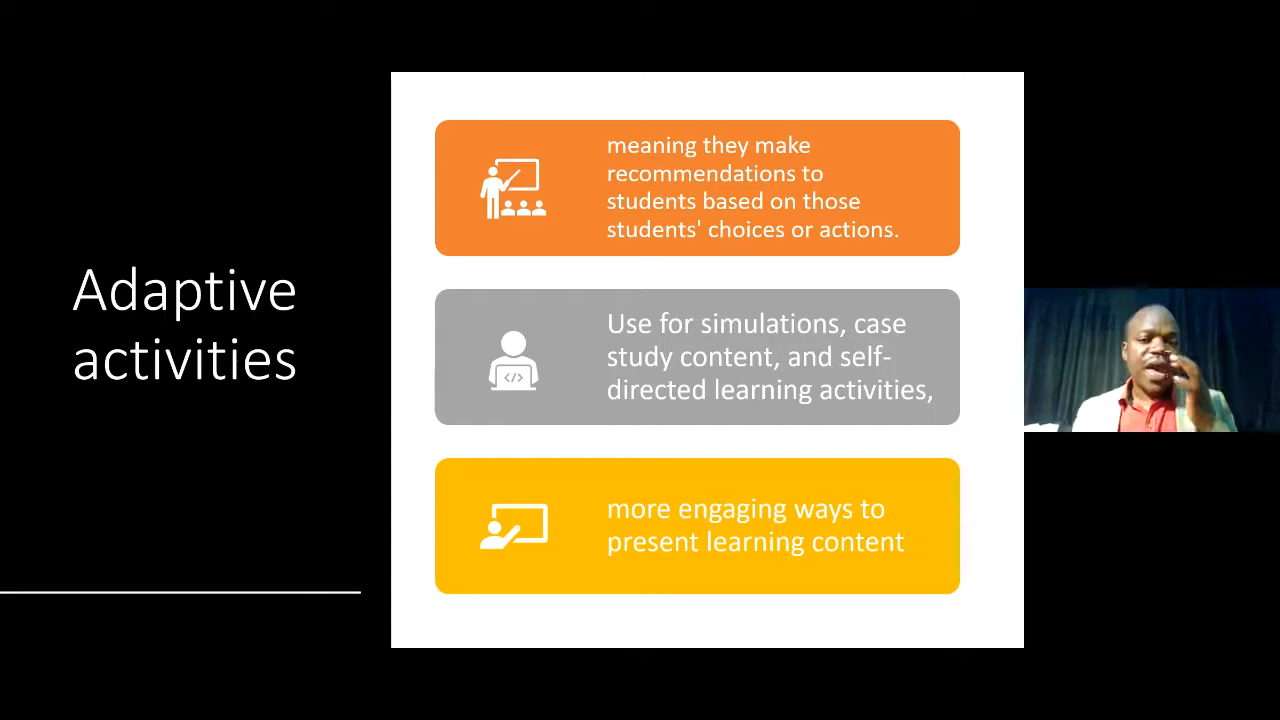 Adaptive
activities
meaning they make
recommendations to
students based on those
students' choices or actions.
Use for simulations, case
study content, and self-
directed learning activities,
</>
more engaging ways to
present learning content